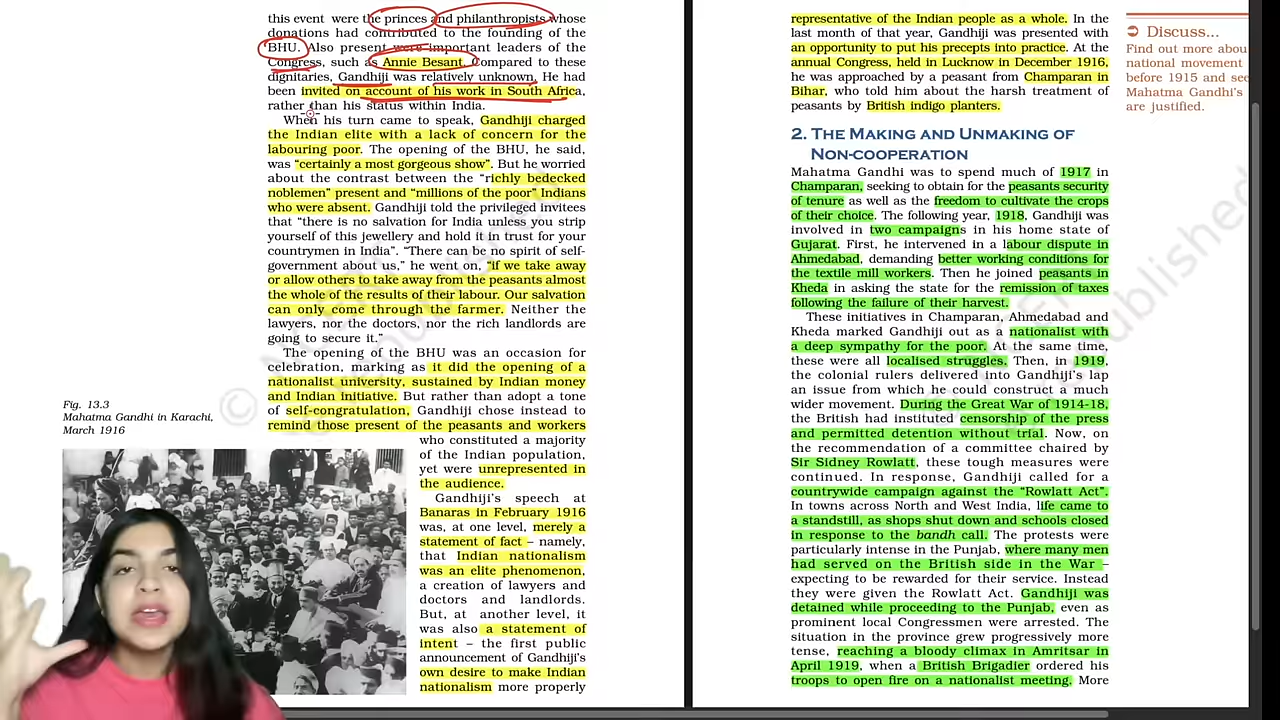 this event were the princes and philanthropists whose
donations had contributed to the founding of the
BHU. Also present were important leaders of the
Congress, such as Annie Besant. Compared to these
dignitaries, Gandhiji was relatively unknown. He had
been invited on account of his work in South Africa,
rather than his status within India.
When his turn came to speak, Gandhiji charged
the Indian elite with a lack of concern for the
labouring poor. The opening of the BHU, he said,
was “certainly a most gorgeous show”. But he worried
about the contrast between the “richly bedecked
noblemen” present and “millions of the poor” Indians
who were absent. Gandhiji told the privileged invitees
that “there is no salvation for India unless you strip
yourself of this jewellery and hold it in trust for your
countrymen in India”. “There can be no spirit of self-
government about us,” he went on, “if we take away
or allow others to take away from the peasants almost
the whole of the results of their labour. Our salvation
can only come through the farmer. Neither the
lawyers, nor the doctors, nor the rich landlords are
going to secure it.”
The opening of the BHU was an occasion for
celebration, marking as it did the opening of a
nationalist university, sustained by Indian money
and Indian initiative. But rather than adopt a tone
of self-congratulation, Gandhiji chose instead to
remind those present of the peasants and workers
who constituted a majority
of the Indian population,
yet were unrepresented in
the audience.
Gandhiji’s speech at
Banaras in February 1916
was, at one level, merely a
statement of fact – namely,
that Indian nationalism
was an elite phenomenon,
a creation of lawyers and
doctors and landlords.
But, at another level, it
was also a statement of
intent – the first public
announcement of Gandhiji’s
own desire to make Indian
nationalism more properly
Fig. 13.3
Mahatma Gandhi in Karachi,
March 1916
representative of the Indian people as a whole. In the
last month of that year, Gandhiji was presented with
an opportunity to put his precepts into practice. At the
annual Congress, held in Lucknow in December 1916,
he was approached by a peasant from Champaran in
Bihar, who told him about the harsh treatment of
peasants by British indigo planters.
2. THE MAKING AND UNMAKING OF
NON-COOPERATION
Mahatma Gandhi was to spend much of 1917 in
Champaran, seeking to obtain for the peasants security
of tenure as well as the freedom to cultivate the crops
of their choice. The following year, 1918, Gandhiji was
involved in two campaigns in his home state of
Gujarat. First, he intervened in a labour dispute in
Ahmedabad, demanding better working conditions for
the textile mill workers. Then he joined peasants in
Kheda in asking the state for the remission of taxes
following the failure of their harvest.
These initiatives in Champaran, Ahmedabad and
Kheda marked Gandhiji out as a nationalist with
a deep sympathy for the poor. At the same time,
these were all localised struggles. Then, in 1919,
the colonial rulers delivered into Gandhiji’s lap
an issue from which he could construct a much
wider movement. During the Great War of 1914-18,
the British had instituted censorship of the press
and permitted detention without trial. Now, on
the recommendation of a committee chaired by
Sir Sidney Rowlatt, these tough measures were
continued. In response, Gandhiji called for a
countrywide campaign against the “Rowlatt Act”.
In towns across North and West India, life came to
a standstill, as shops shut down and schools closed
in response to the bandh call. The protests were
particularly intense in the Punjab, where many men
had served on the British side in the War –
expecting to be rewarded for their service. Instead
they were given the Rowlatt Act. Gandhiji was
detained while proceeding to the Punjab, even as
prominent local Congressmen were arrested. The
situation in the province grew progressively more
tense, reaching a bloody climax in Amritsar in
April 1919, when a British Brigadier ordered his
troops to open fire on a nationalist meeting. More
Discuss...
Find out more abou
national movement
before 1915 and see
Mahatma Gandhi’s
are justified.